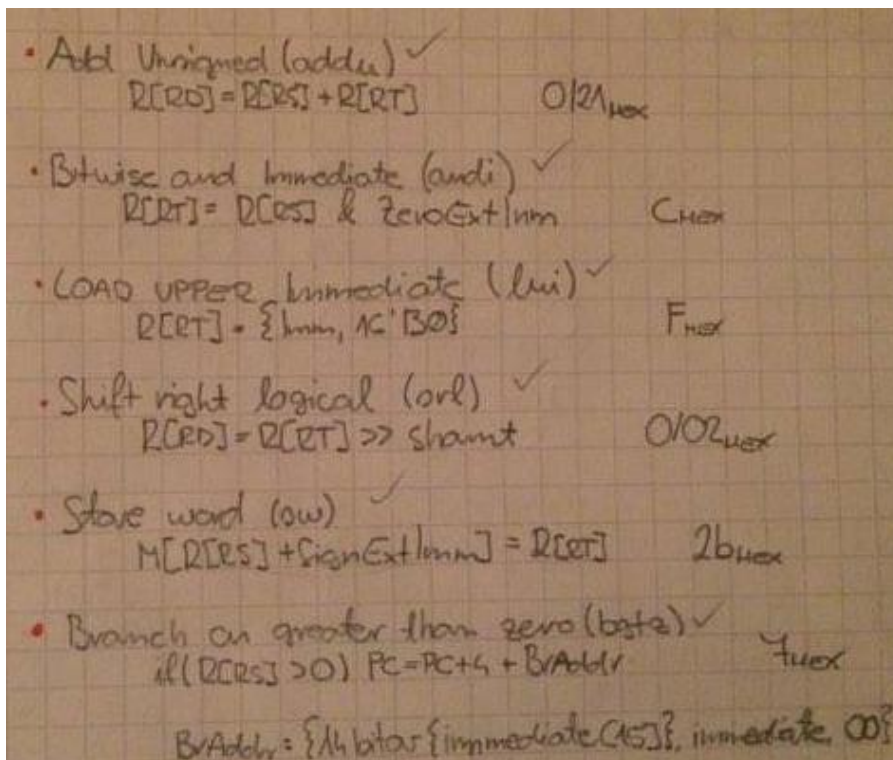 • Add Unsigned (addu) ✓
R[RD] = R[RS] + R[RT] 0/21Hex
• Bitwise and Immediate (andi) ✓
R[RT] = R[RS] & ZeroExtImm CHex
• LOAD UPPER Immediate (lui) ✓
R[RT] = {Imm, 16'B0} FHex
• Shift right logical (srl) ✓
R[RD] = R[RT] >> shamt 0/02Hex
• Store word (sw) ✓
M[R[RS] + SignExtImm] = R[RT] 2bHex
• Branch on greater than zero (bgtz) ✓
if(R[RS] > 0) PC=PC+4 + BrAddr 7Hex
BrAddr = {14 bitar {immediate[15]}, immediate, 00}